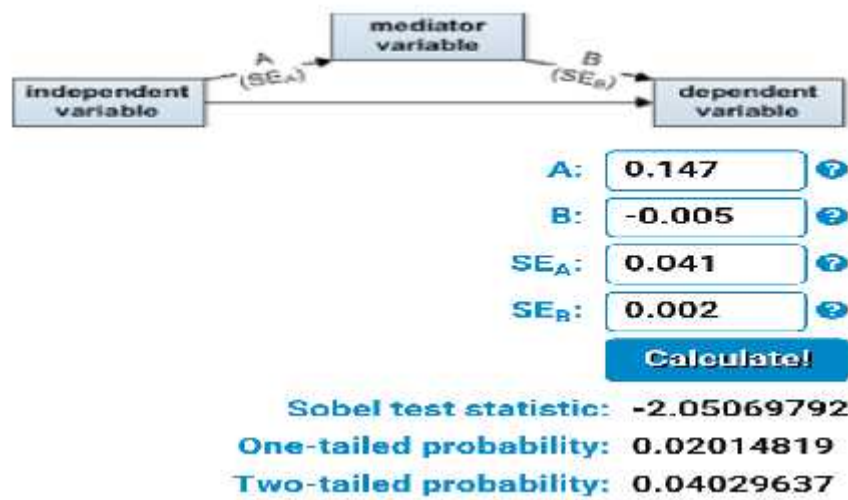 mediator
variable
A
(SEA)
B
(SEB)
independent
variable
dependent
variable
A: 0.147 ?
B: -0.005 ?
SEA: 0.041 ?
SEB: 0.002 ?
Calculate!
Sobel test statistic: -2.05069792
One-tailed probability: 0.02014819
Two-tailed probability: 0.04029637